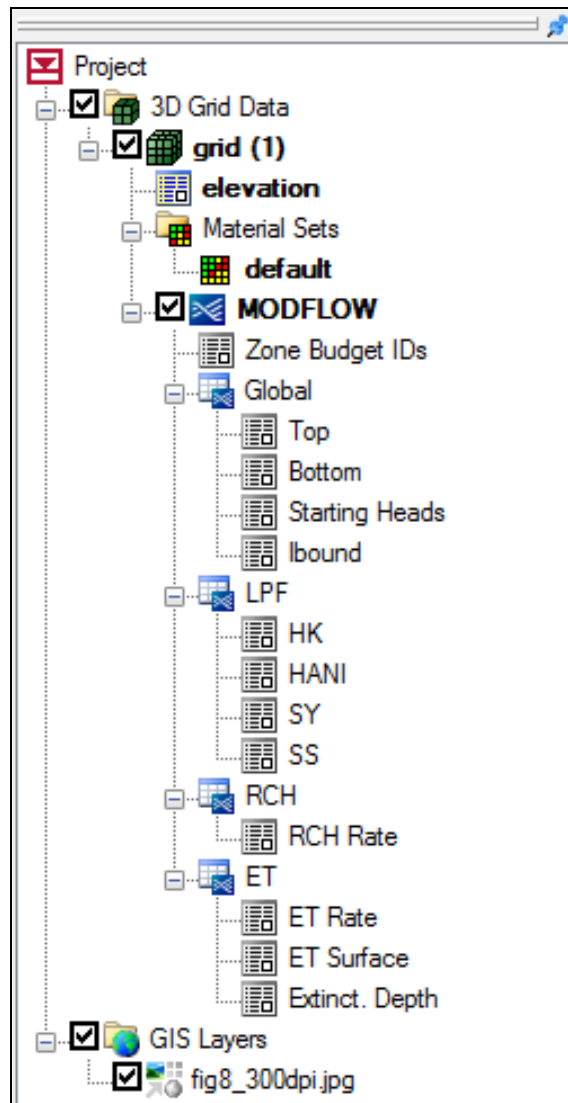 Project
3D Grid Data
grid (1)
elevation
Material Sets
default
MODFLOW
Zone Budget IDs
Global
Top
Bottom
Starting Heads
Ibound
LPF
HK
HANI
SY
SS
RCH
RCH Rate
ET
ET Rate
ET Surface
Extinct. Depth
GIS Layers
fig8_300dpi.jpg